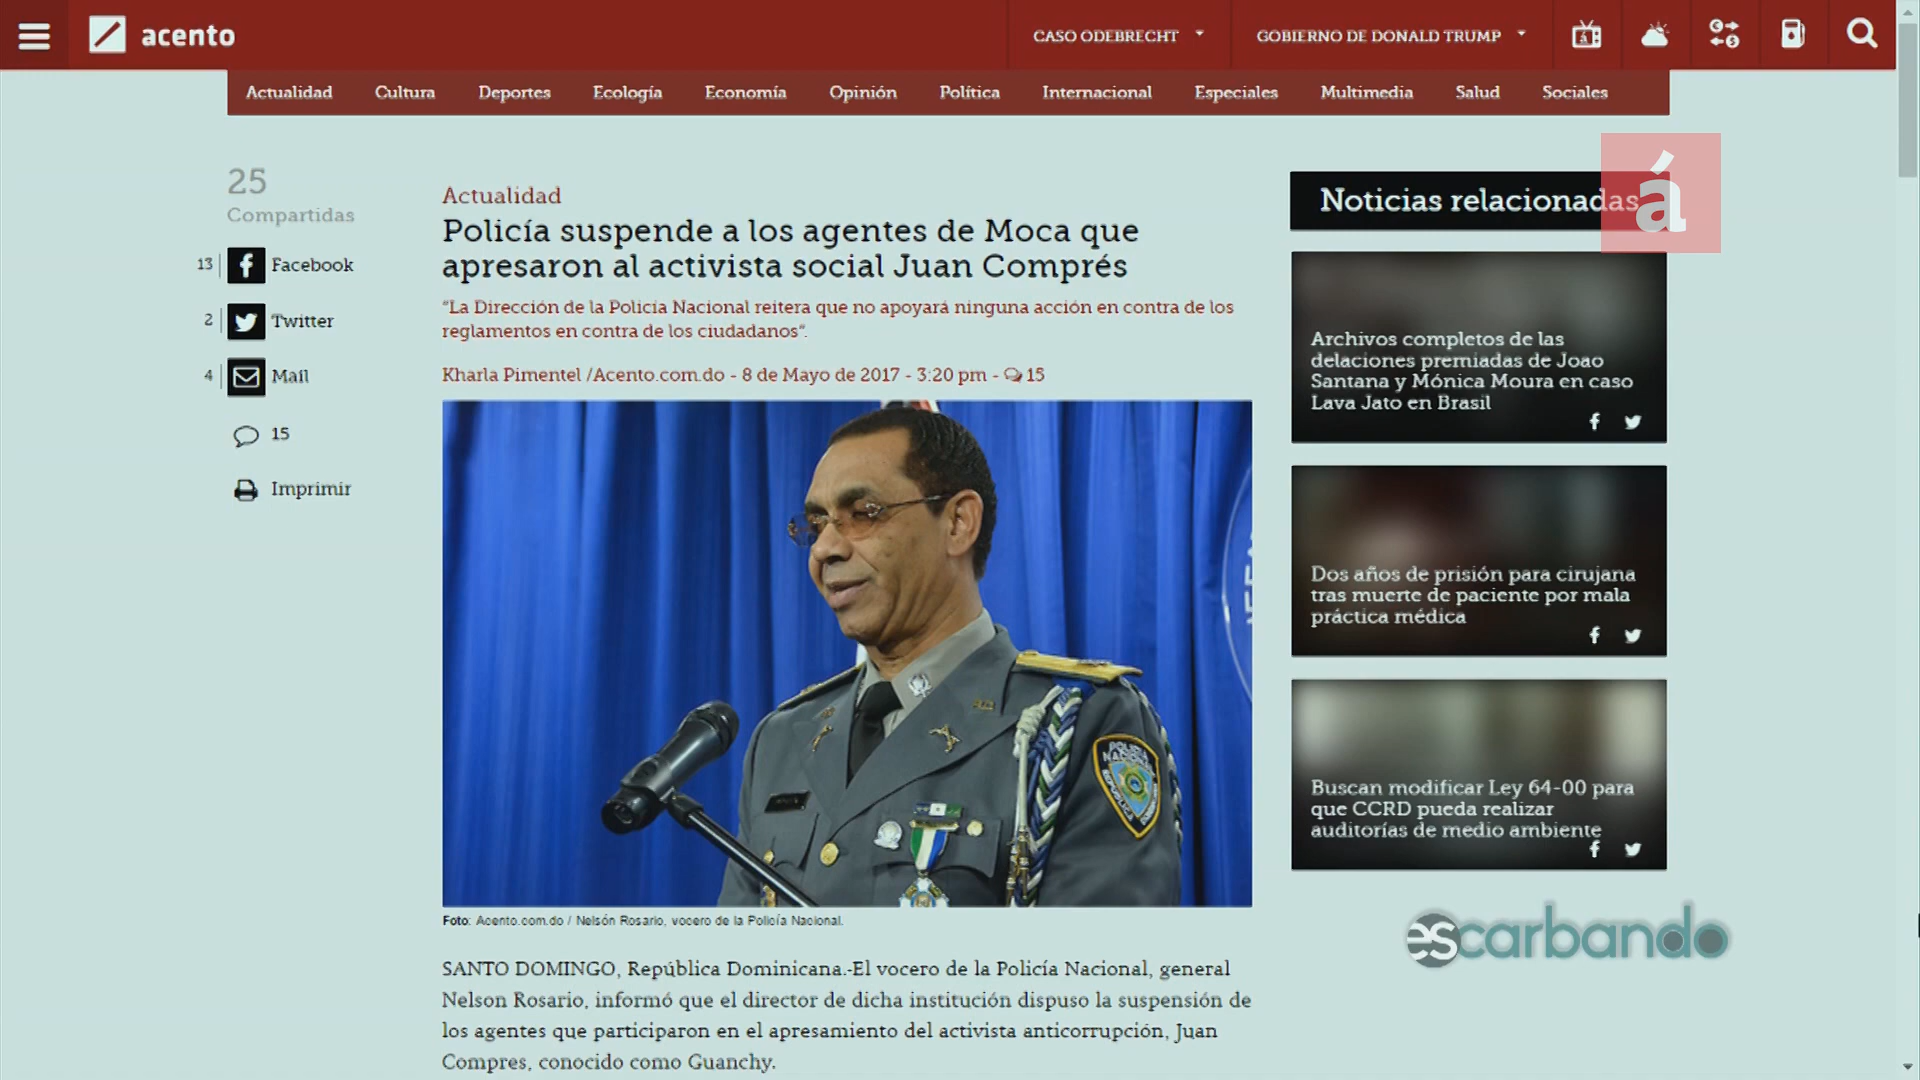 acento
CASO ODEBRECHT
GOBIERNO DE DONALD TRUMP
Actualidad
Cultura
Deportes
Ecología
Economía
Opinión
Política
Internacional
Especiales
Multimedia
Salud
Sociales
25
Compartidas
13
Facebook
2
Twitter
4
Mail
15
Imprimir
Actualidad
Policía suspende a los agentes de Moca que
apresaron al activista social Juan Comprés
“La Dirección de la Policía Nacional reitera que no apoyará ninguna acción en contra de los
reglamentos en contra de los ciudadanos”.
Kharla Pimentel /Acento.com.do - 8 de Mayo de 2017 - 3:20 pm - 15
POLICIA
NACIONAL
Foto: Acento.com.do / Nelsón Rosario, vocero de la Policía Nacional.
SANTO DOMINGO, República Dominicana.-El vocero de la Policía Nacional, general
Nelson Rosario, informó que el director de dicha institución dispuso la suspensión de
los agentes que participaron en el apresamiento del activista anticorrupción, Juan
Compres, conocido como Guanchy.
Noticias relacionadas
á
Archivos completos de las
delaciones premiadas de Joao
Santana y Mónica Moura en caso
Lava Jato en Brasil
Dos años de prisión para cirujana
tras muerte de paciente por mala
práctica médica
Buscan modificar Ley 64-00 para
que CCRD pueda realizar
auditorías de medio ambiente
escarbando